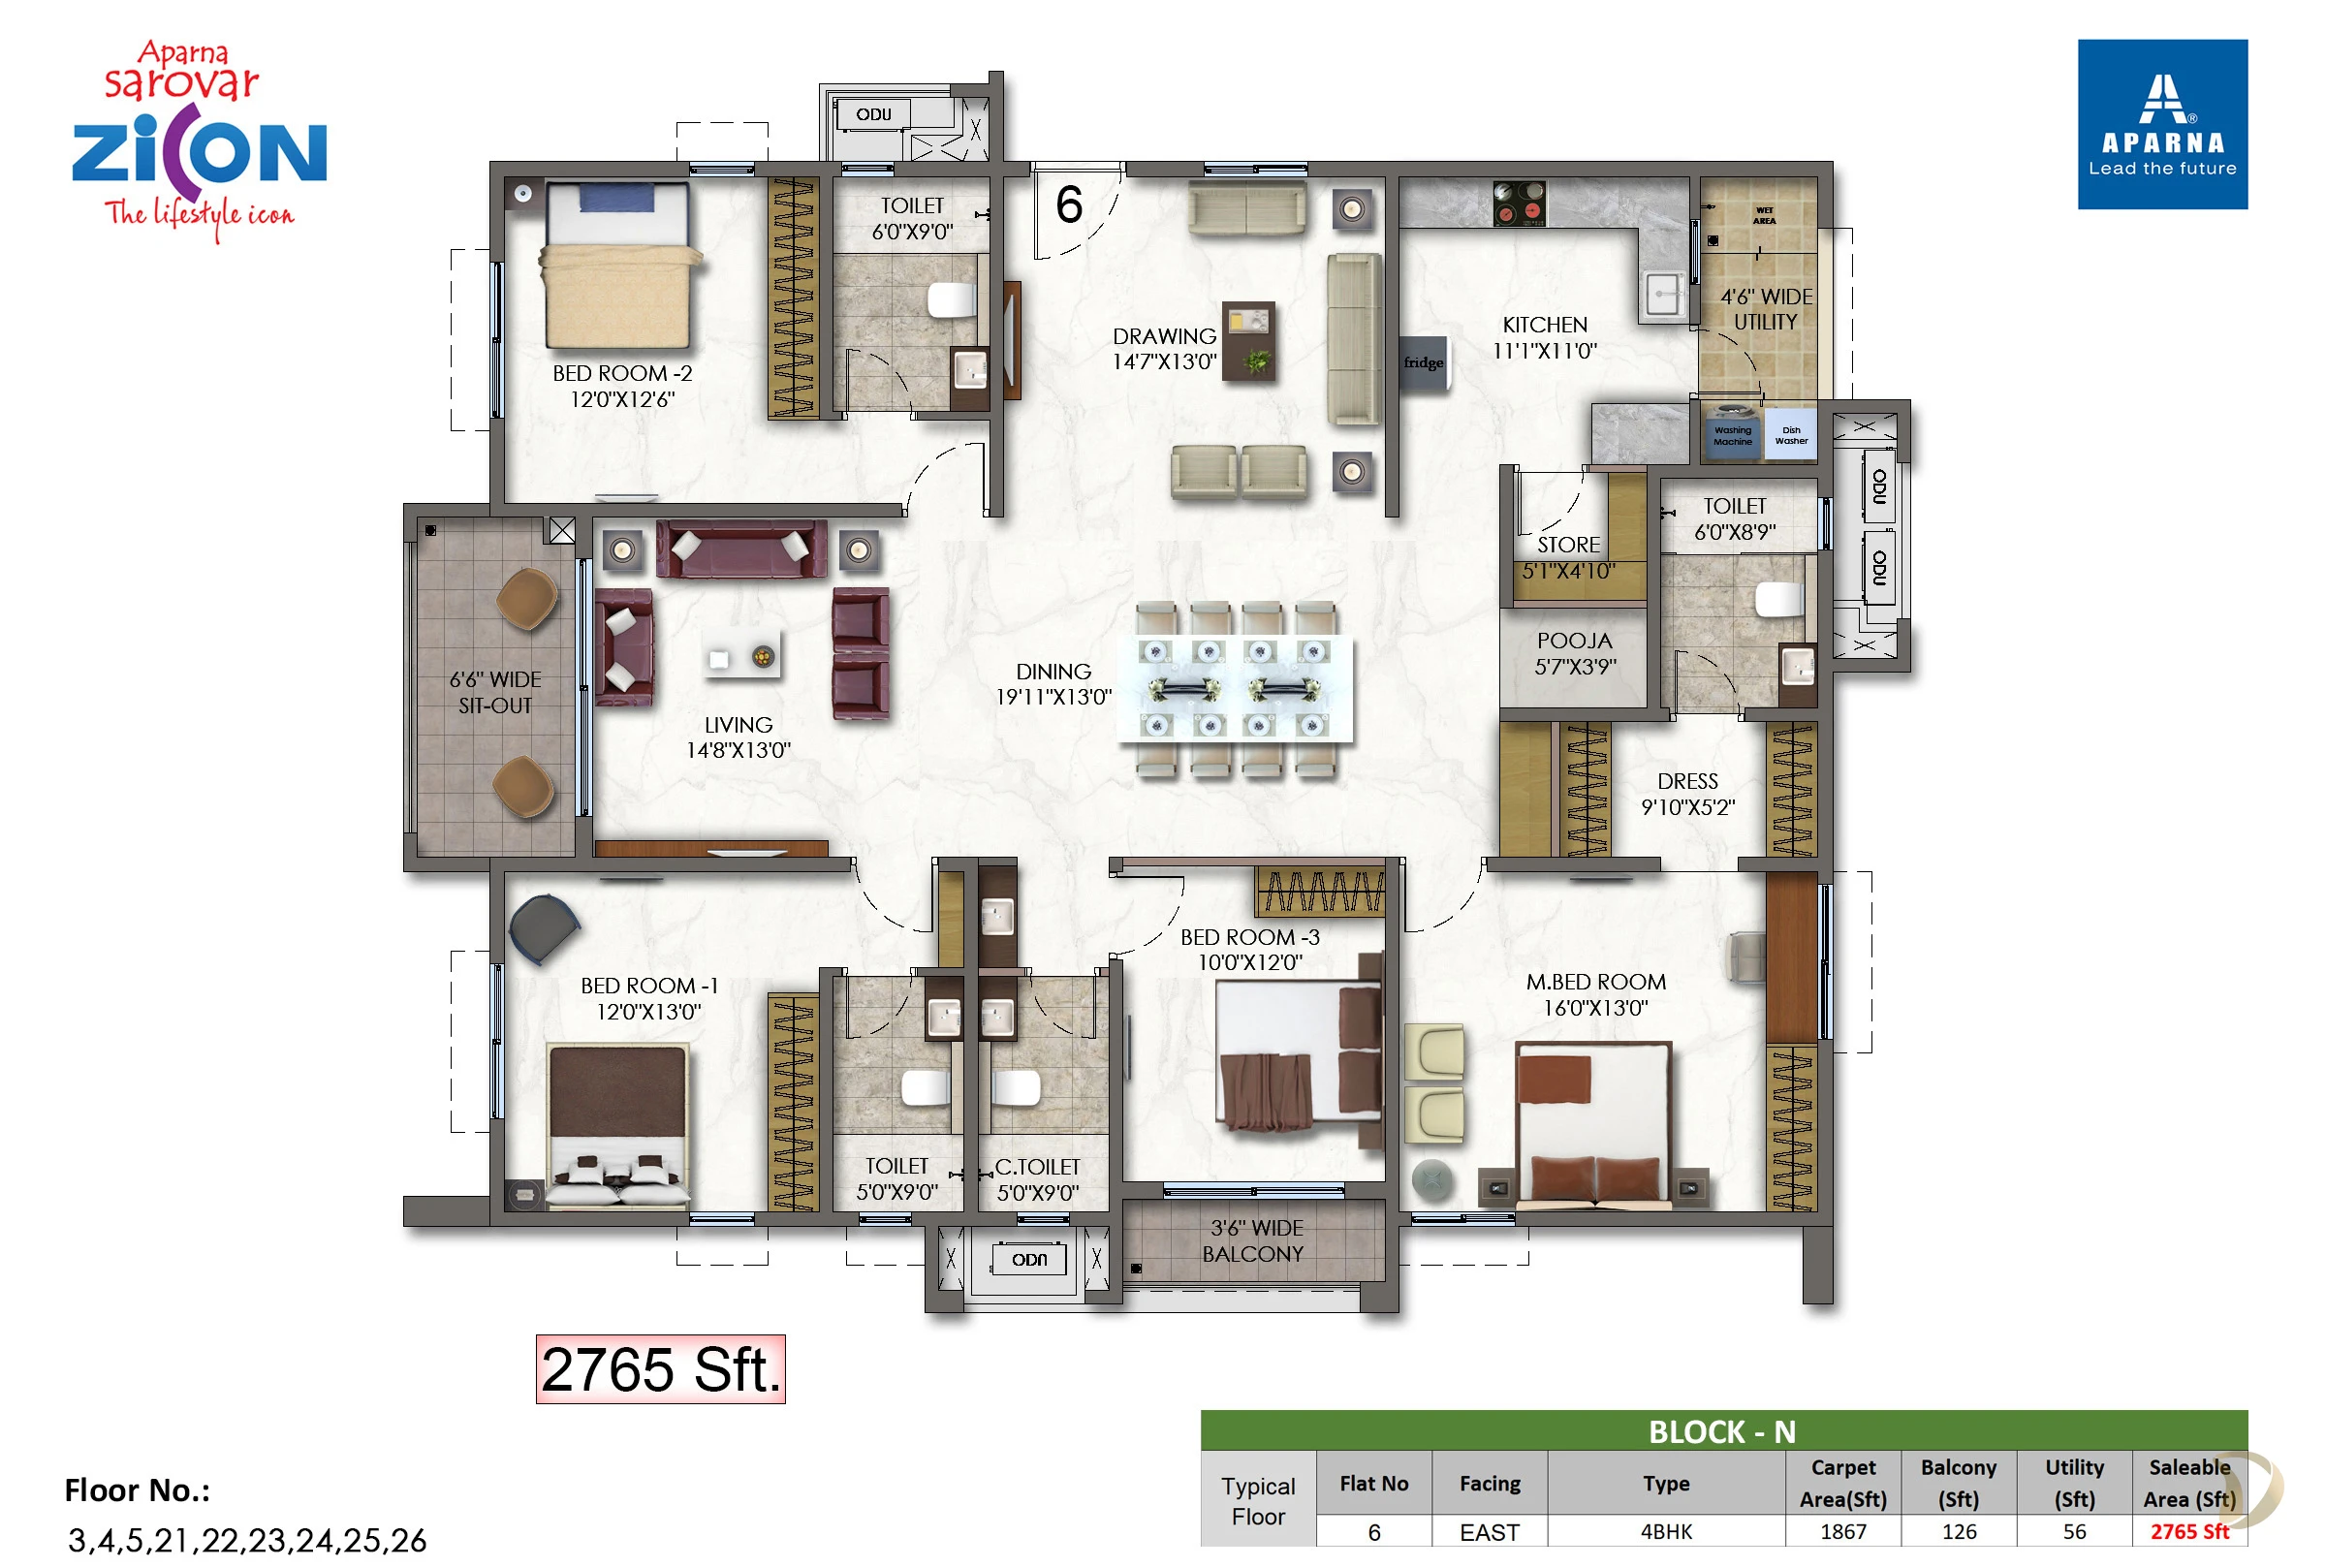 Aparna
sarovar
ZiCON
The lifestyle icon
APARNA®
Lead the future
ODU
6
TOILET
6'0"X9'0"
WET
AREA
4'6" WIDE
UTILITY
KITCHEN
11'1"X11'0"
DRAWING
14'7"X13'0"
fridge
BED ROOM -2
12'0"X12'6"
Washing
Machine
Dish
Washer
ODU
ODU
TOILET
6'0"X8'9"
STORE
5'1"X4'10"
POOJA
5'7"X3'9"
6'6" WIDE
SIT-OUT
DINING
19'11"X13'0"
LIVING
14'8"X13'0"
DRESS
9'10"X5'2"
BED ROOM -3
10'0"X12'0"
BED ROOM -1
12'0"X13'0"
M.BED ROOM
16'0"X13'0"
TOILET
5'0"X9'0"
C.TOILET
5'0"X9'0"
3'6" WIDE
BALCONY
ODU
2765 Sft.
BLOCK - N
Typical
Floor
Flat No
Facing
Type
Carpet
Area(Sft)
Balcony
(Sft)
Utility
(Sft)
Saleable
Area (Sft)
6
EAST
4BHK
1867
126
56
2765 Sft
Floor No.:
3,4,5,21,22,23,24,25,26